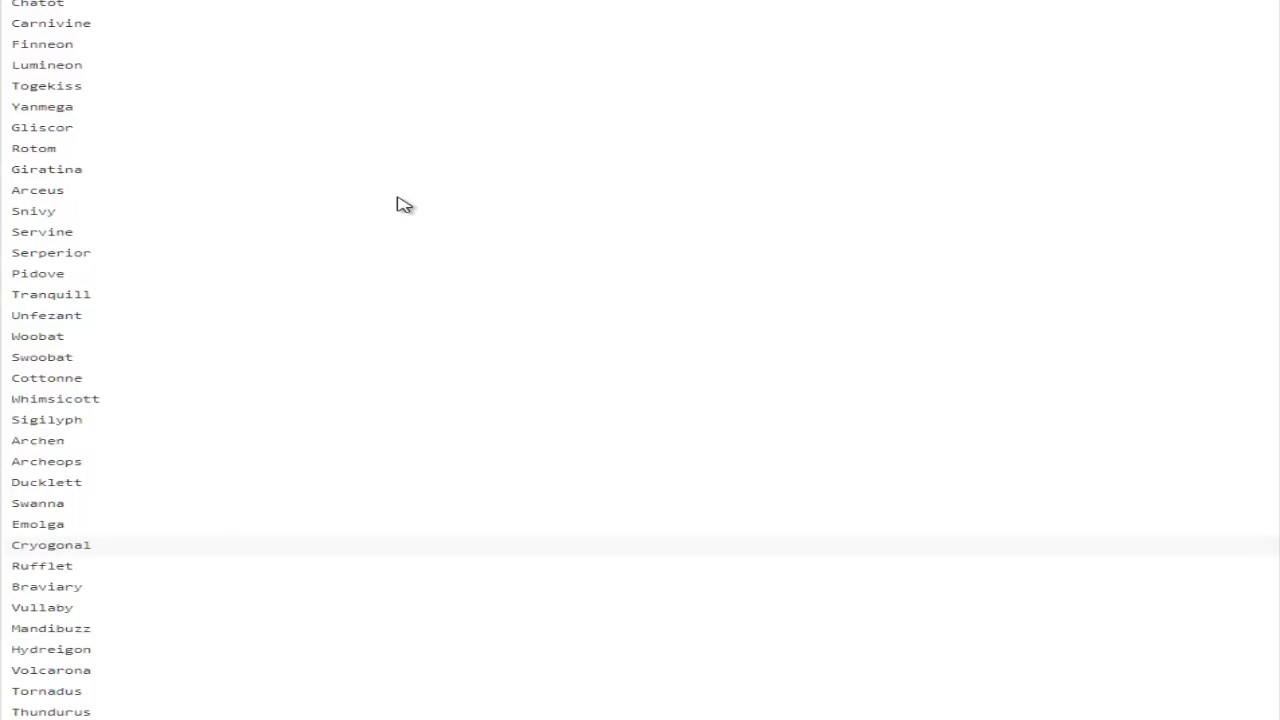 Chatot
Carnivine
Finneon
Lumineon
Togekiss
Yanmega
Gliscor
Rotom
Giratina
Arceus
Snivy
Servine
Serperior
Pidove
Tranquill
Unfezant
Woobat
Swoobat
Cottonne
Whimsicott
Sigilyph
Archen
Archeops
Ducklett
Swanna
Emolga
Cryogonal
Rufflet
Braviary
Vullaby
Mandibuzz
Hydreigon
Volcarona
Tornadus
Thundurus